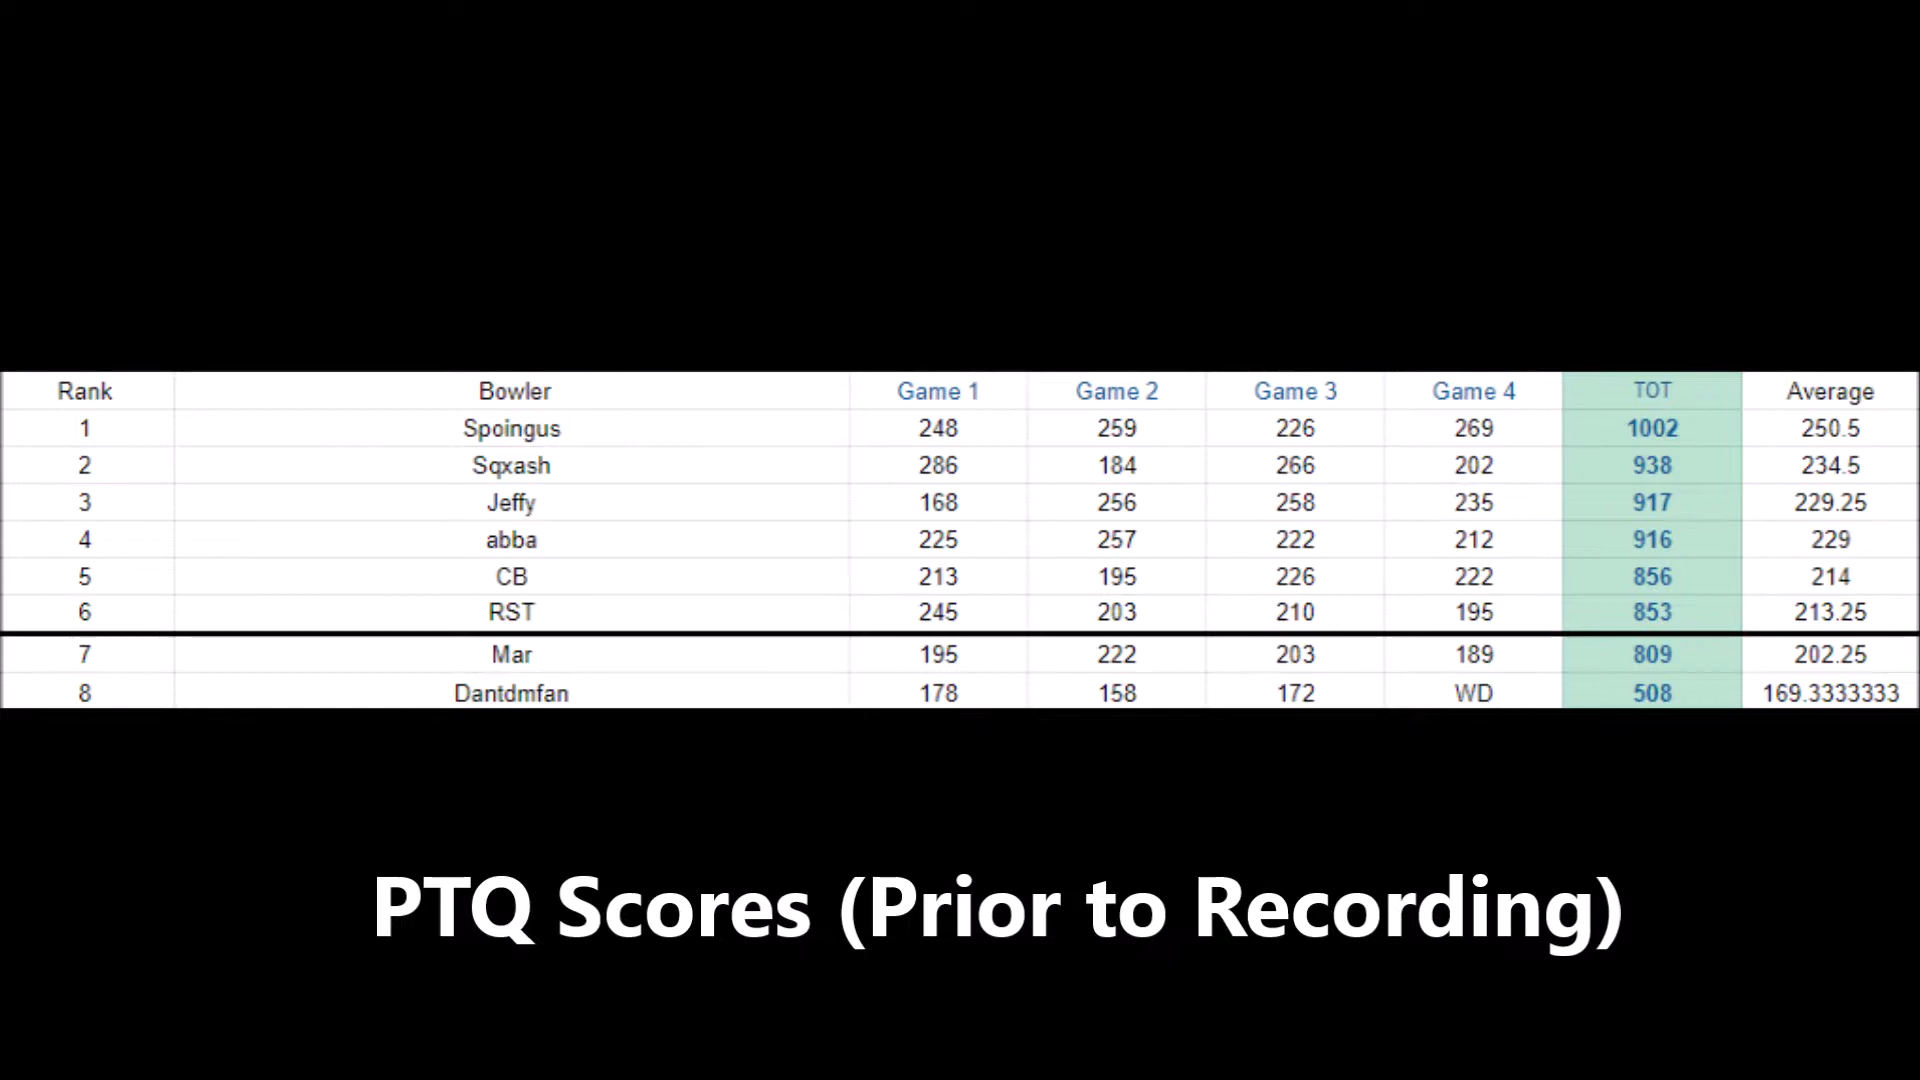 Rank Bowler Game 1 Game 2 Game 3 Game 4 TOT Average
1 Spoingus 248 259 226 269 1002 250.5
2 Sqxash 286 184 266 202 938 234.5
3 Jeffy 168 256 258 235 917 229.25
4 abba 225 257 222 212 916 229
5 CB 213 195 226 222 856 214
6 RST 245 203 210 195 853 213.25
7 Mar 195 222 203 189 809 202.25
8 Dantdmfan 178 158 172 WD 508 169.3333333
PTQ Scores (Prior to Recording)